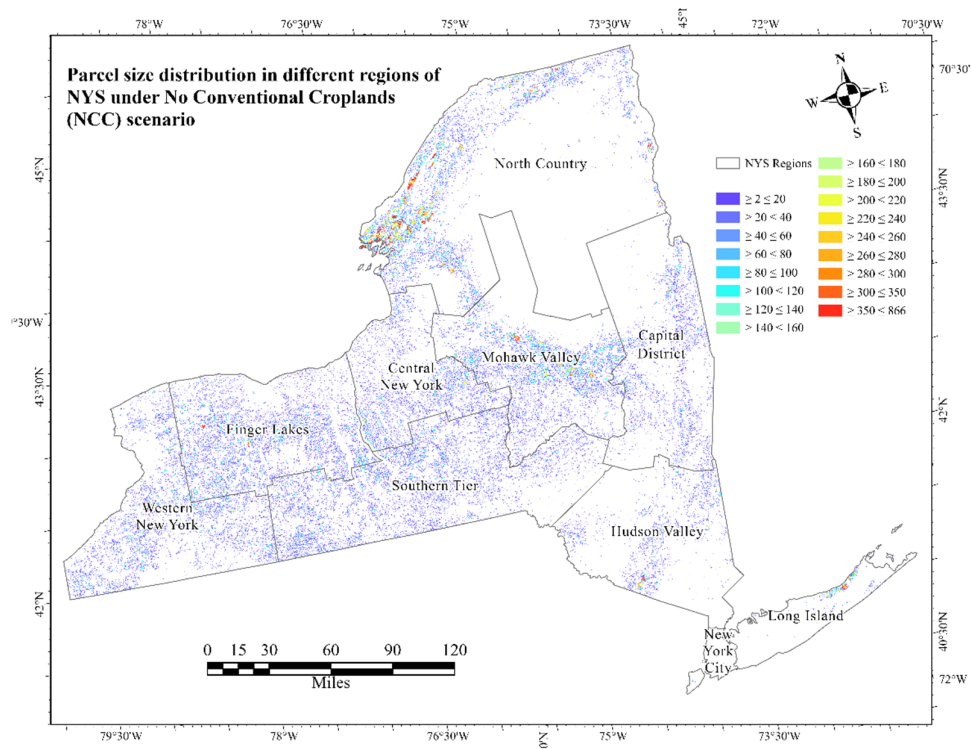 78°W 76°30'W 75°W 73°30'W 45°N 72°W 70°30'W
Parcel size distribution in different regions of
NYS under No Conventional Croplands
(NCC) scenario
70°30'
N
W E
S
45°N
43°30'N
North Country
NYS Regions
≥ 2 ≤ 20
> 20 < 40
≥ 40 ≤ 60
> 60 < 80
≥ 80 ≤ 100
> 100 < 120
≥ 120 ≤ 140
> 140 < 160
> 160 < 180
≥ 180 ≤ 200
> 200 < 220
≥ 220 ≤ 240
> 240 < 260
≥ 260 ≤ 280
> 280 < 300
≥ 300 ≤ 350
> 350 < 866
30'W
Capital
District
Mohawk Valley
Central
New York
43°30'N
42°N
Finger Lakes
Southern Tier
Western
New York
Hudson Valley
42°N
Long Island
40°30'N
New
York
City
0 15 30 60 90 120
Miles
72°W
79°30'W 78°W 76°30'W 75°W 73°30'W